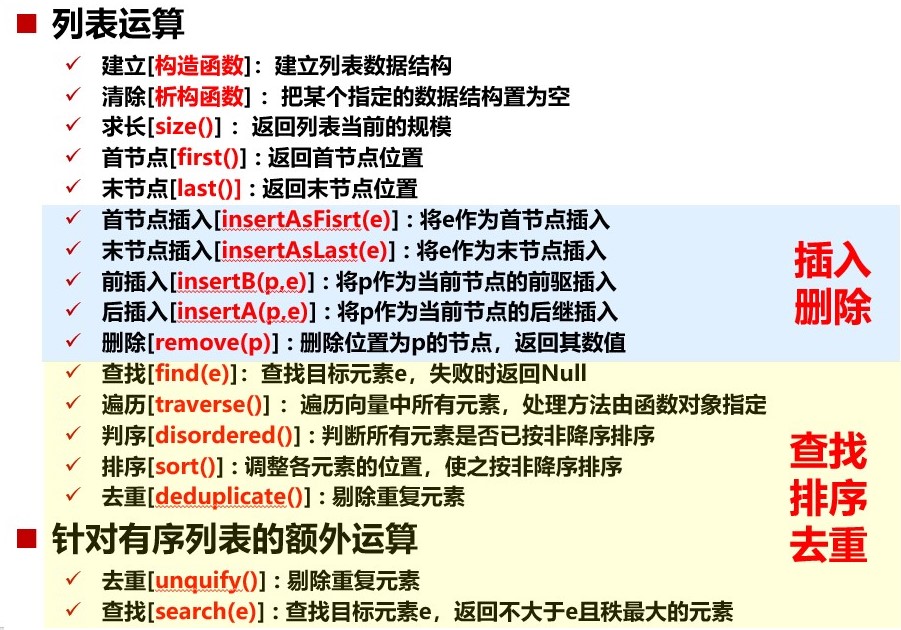 列表运算
建立[构造函数]：建立列表数据结构
清除[析构函数]：把某个指定的数据结构置为空
求长[size()]：返回列表当前的规模
首节点[first()]：返回首节点位置
末节点[last()]：返回末节点位置
首节点插入[insertAsFisrt(e)]：将e作为首节点插入
末节点插入[insertAsLast(e)]：将e作为末节点插入
前插入[insertB(p,e)]：将p作为当前节点的前驱插入
后插入[insertA(p,e)]：将p作为当前节点的后继插入
删除[remove(p)]：删除位置为p的节点，返回其数值
插入
删除
查找[find(e)]：查找目标元素e，失败时返回Null
遍历[traverse()]：遍历向量中所有元素，处理方法由函数对象指定
判序[disordered()]：判断所有元素是否已按非降序排序
排序[sort()]：调整各元素的位置，使之按非降序排序
去重[deduplicate()]：剔除重复元素
针对有序列表的额外运算
去重[unquify()]：剔除重复元素
查找[search(e)]：查找目标元素e，返回不大于e且秩最大的元素
查找
排序
去重